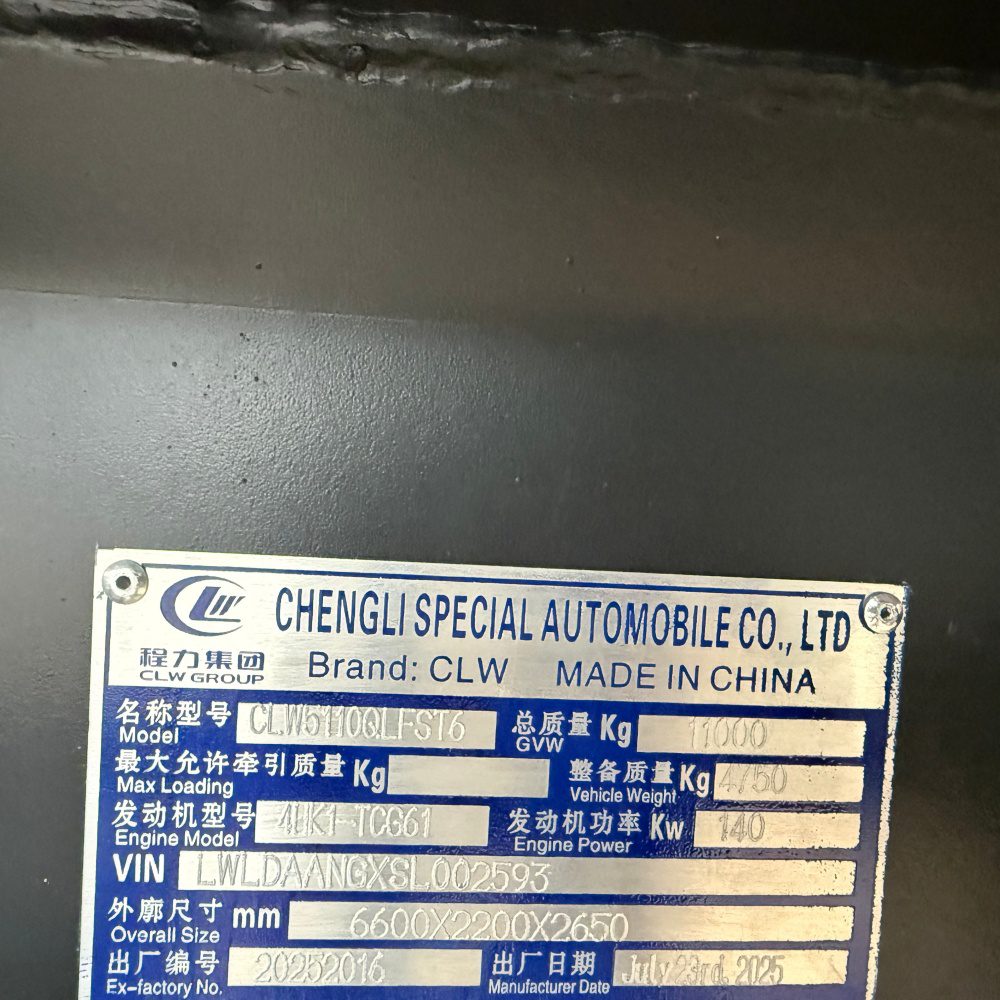 CLW CHENGLI SPECIAL AUTOMOBILE CO., LTD
程力集团 Brand: CLW MADE IN CHINA
CLW GROUP
名称型号 CLW5110QLFST6 总质量 Kg 11000
Model GVW
最大允许牵引质量 Kg 整备质量 Kg 4750
Max Loading Vehicle Weight
发动机型号 4HK1-TCG61 发动机功率 Kw 140
Engine Model Engine Power
VIN LWLDAANGXSL002593
外廓尺寸 mm 6600X2200X2650
Overall Size
出厂编号 20252016 出厂日期 July 23rd, 2025
Ex-factory No. Manufacturer Date